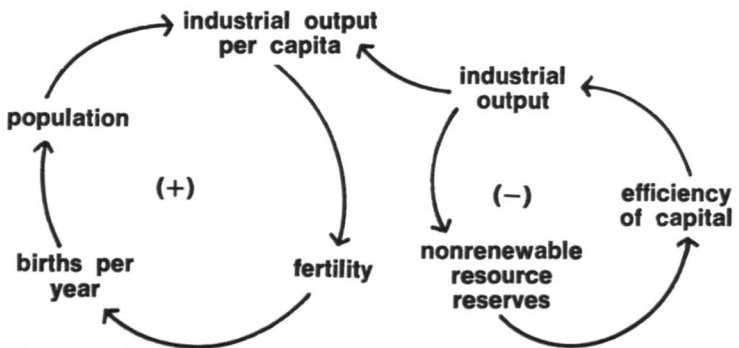 industrial output
per capita
industrial
output
population
(+)
(−)
efficiency
of capital
births per
year
fertility
nonrenewable
resource
reserves